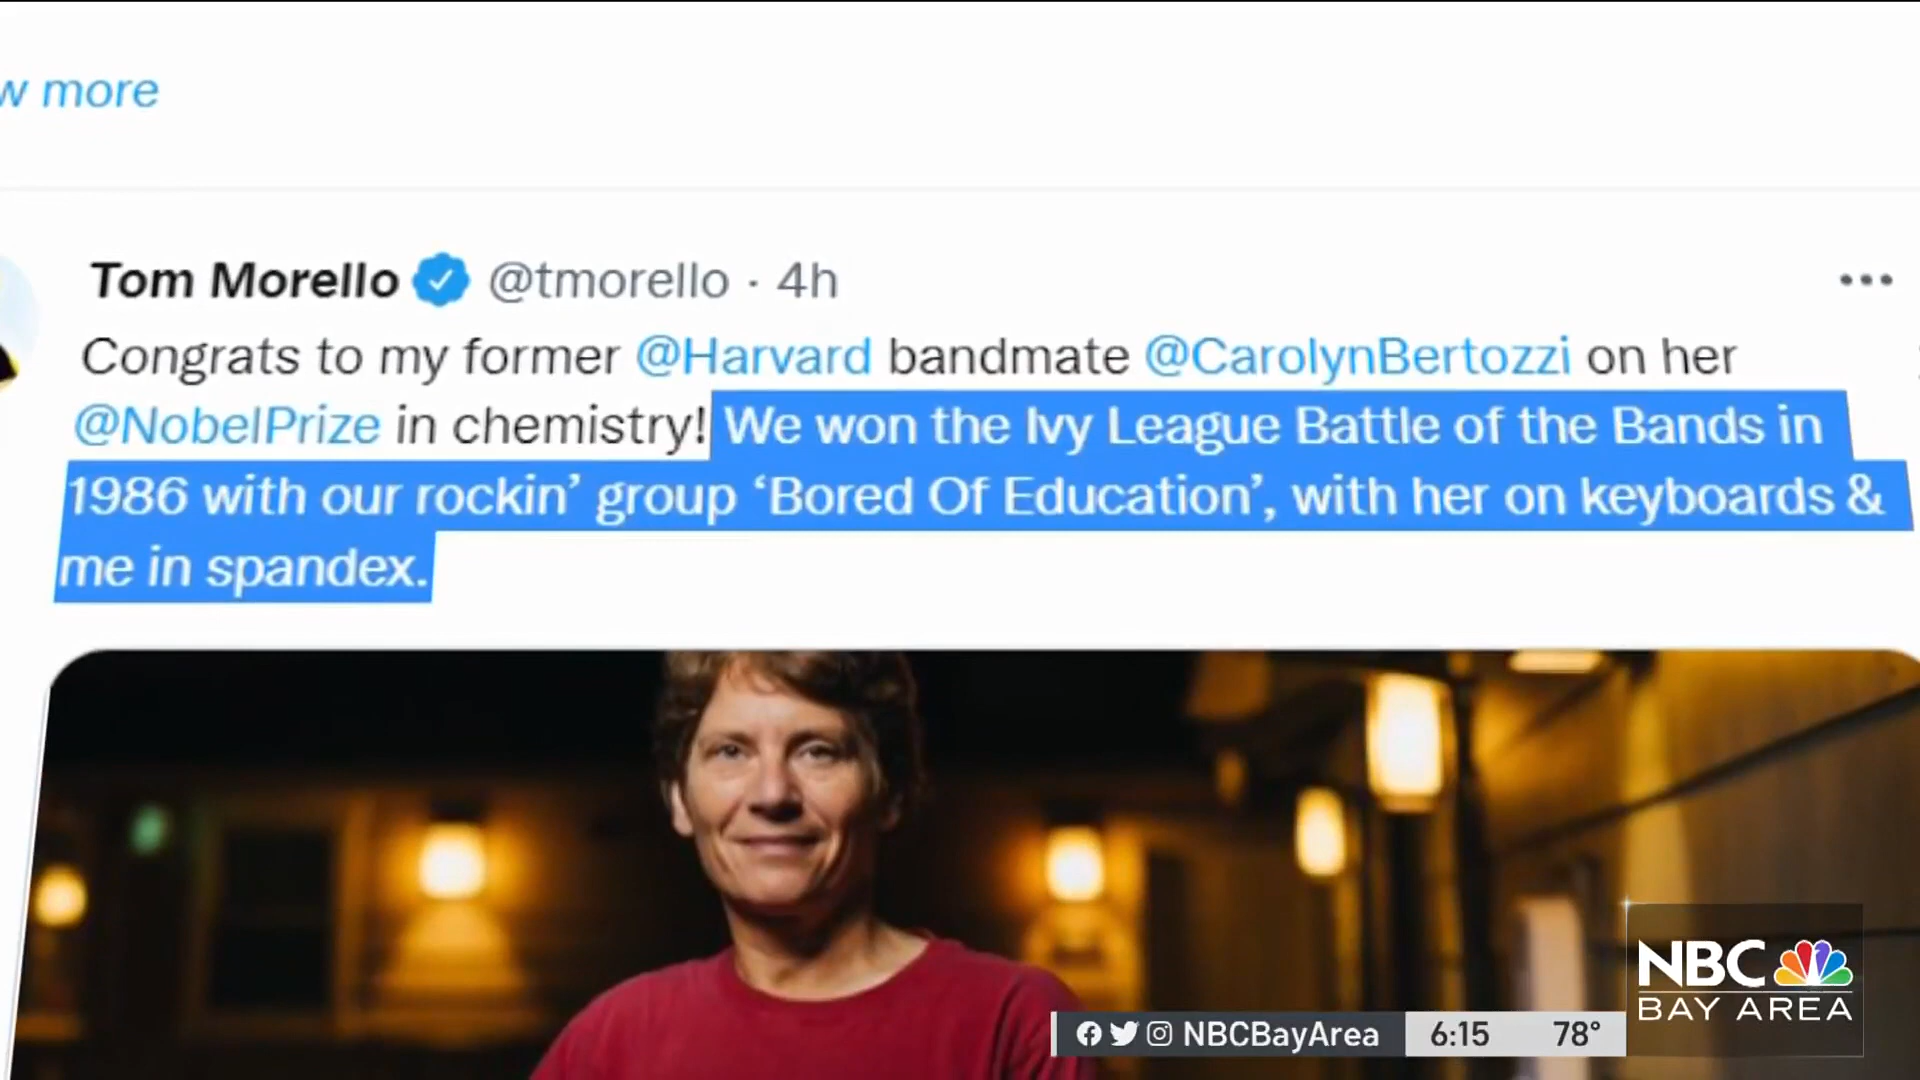 w more
Tom Morello @tmorello · 4h
Congrats to my former @Harvard bandmate @CarolynBertozzi on her
@NobelPrize in chemistry! We won the Ivy League Battle of the Bands in
1986 with our rockin’ group ‘Bored Of Education’, with her on keyboards &
me in spandex.
NBC
BAY AREA
NBCBayArea 6:15 78°